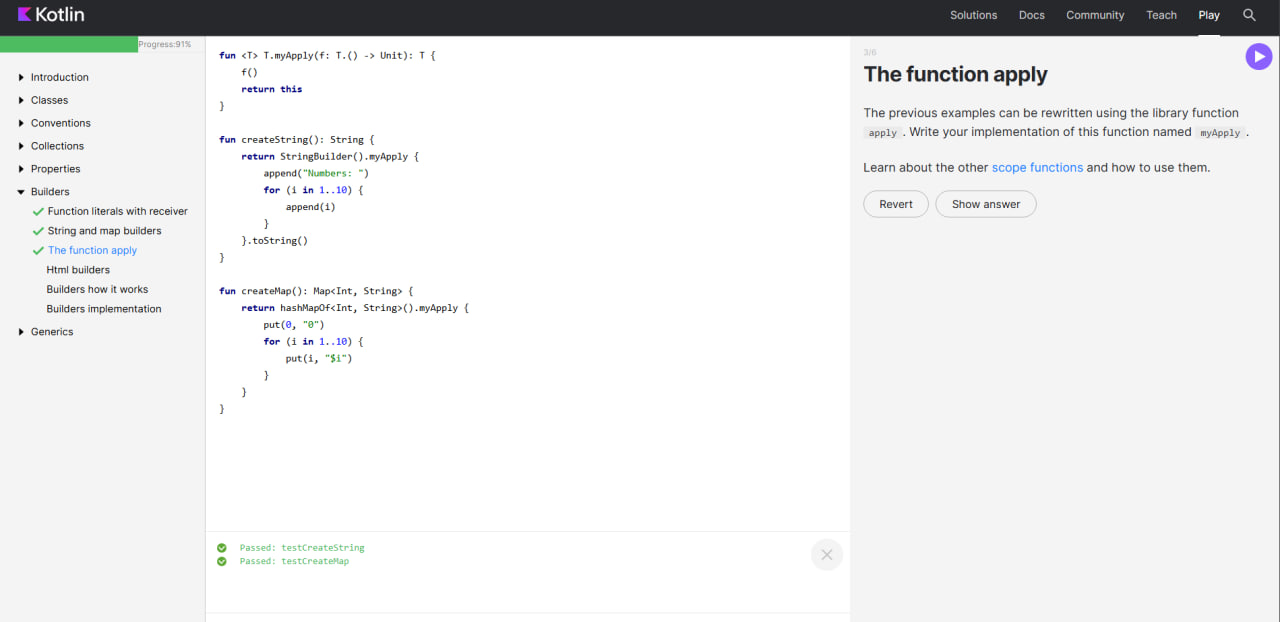 Kotlin
Solutions
Docs
Community
Teach
Play
Progress:91%
Introduction
Classes
Conventions
Collections
Properties
Builders
Function literals with receiver
String and map builders
The function apply
Html builders
Builders how it works
Builders implementation
Generics
fun <T> T.myApply(f: T.() -> Unit): T {
    f()
    return this
}
fun createString(): String {
    return StringBuilder().myApply {
        append("Numbers: ")
        for (i in 1..10) {
            append(i)
        }
    }.toString()
}
fun createMap(): Map<Int, String> {
    return hashMapOf<Int, String>().myApply {
        put(0, "0")
        for (i in 1..10) {
            put(i, "$i")
        }
    }
}
Passed: testCreateString
Passed: testCreateMap
3/6
The function apply
The previous examples can be rewritten using the library function
apply . Write your implementation of this function named myApply .
Learn about the other scope functions and how to use them.
Revert
Show answer